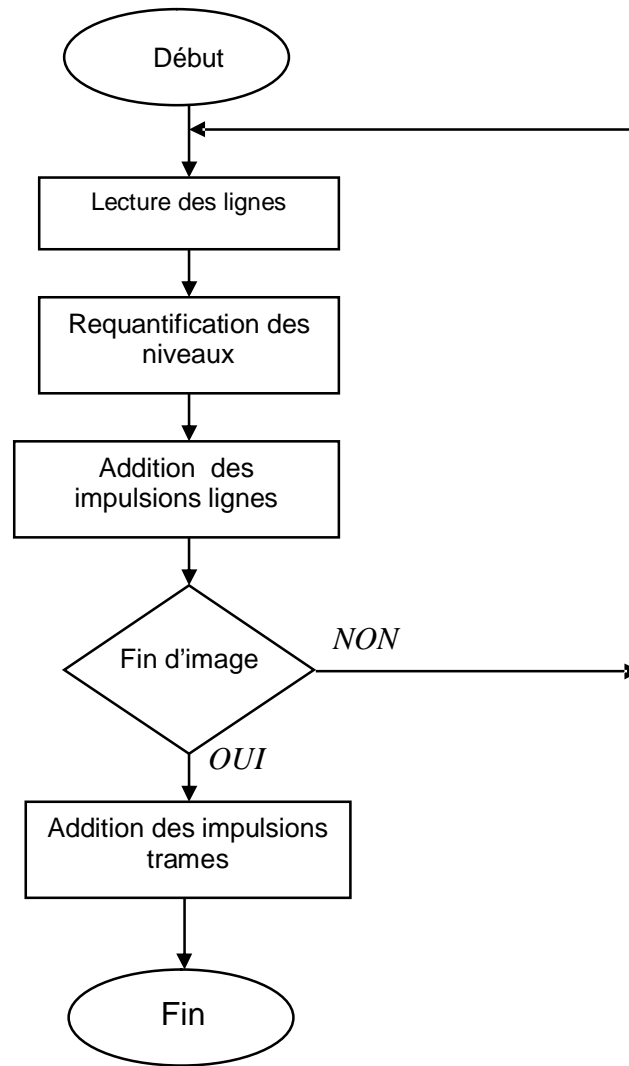 Début
Lecture des lignes
Requantification des
niveaux
Addition des
impulsions lignes
Fin d'image
NON
OUI
Addition des impulsions
trames
Fin